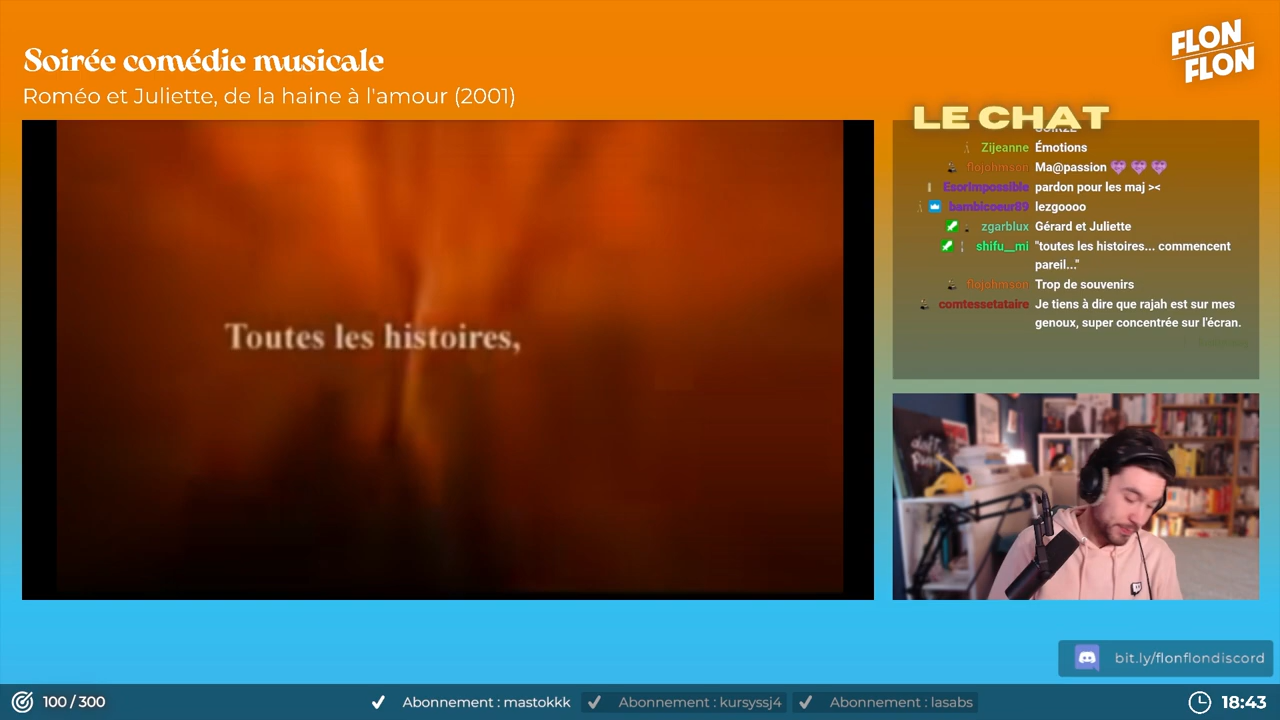 Soirée comédie musicale
Roméo et Juliette, de la haine à l'amour (2001)
FLON
FLON
LE CHAT
Zijeanne Émotions
flojohmson Ma@passion
EsorImpossible pardon pour les maj ><
bambicoeur89 lezgoooo
zgarblux Gérard et Juliette
shifu__mi "toutes les histoires... commencent
pareil..."
flojohmson Trop de souvenirs
comtessetataire Je tiens à dire que rajah est sur mes
genoux, super concentrée sur l'écran.
Toutes les histoires,
bit.ly/flonflondiscord
100 / 300
Abonnement : mastokkk
Abonnement : kursyssj4
Abonnement : lasabs
18:43